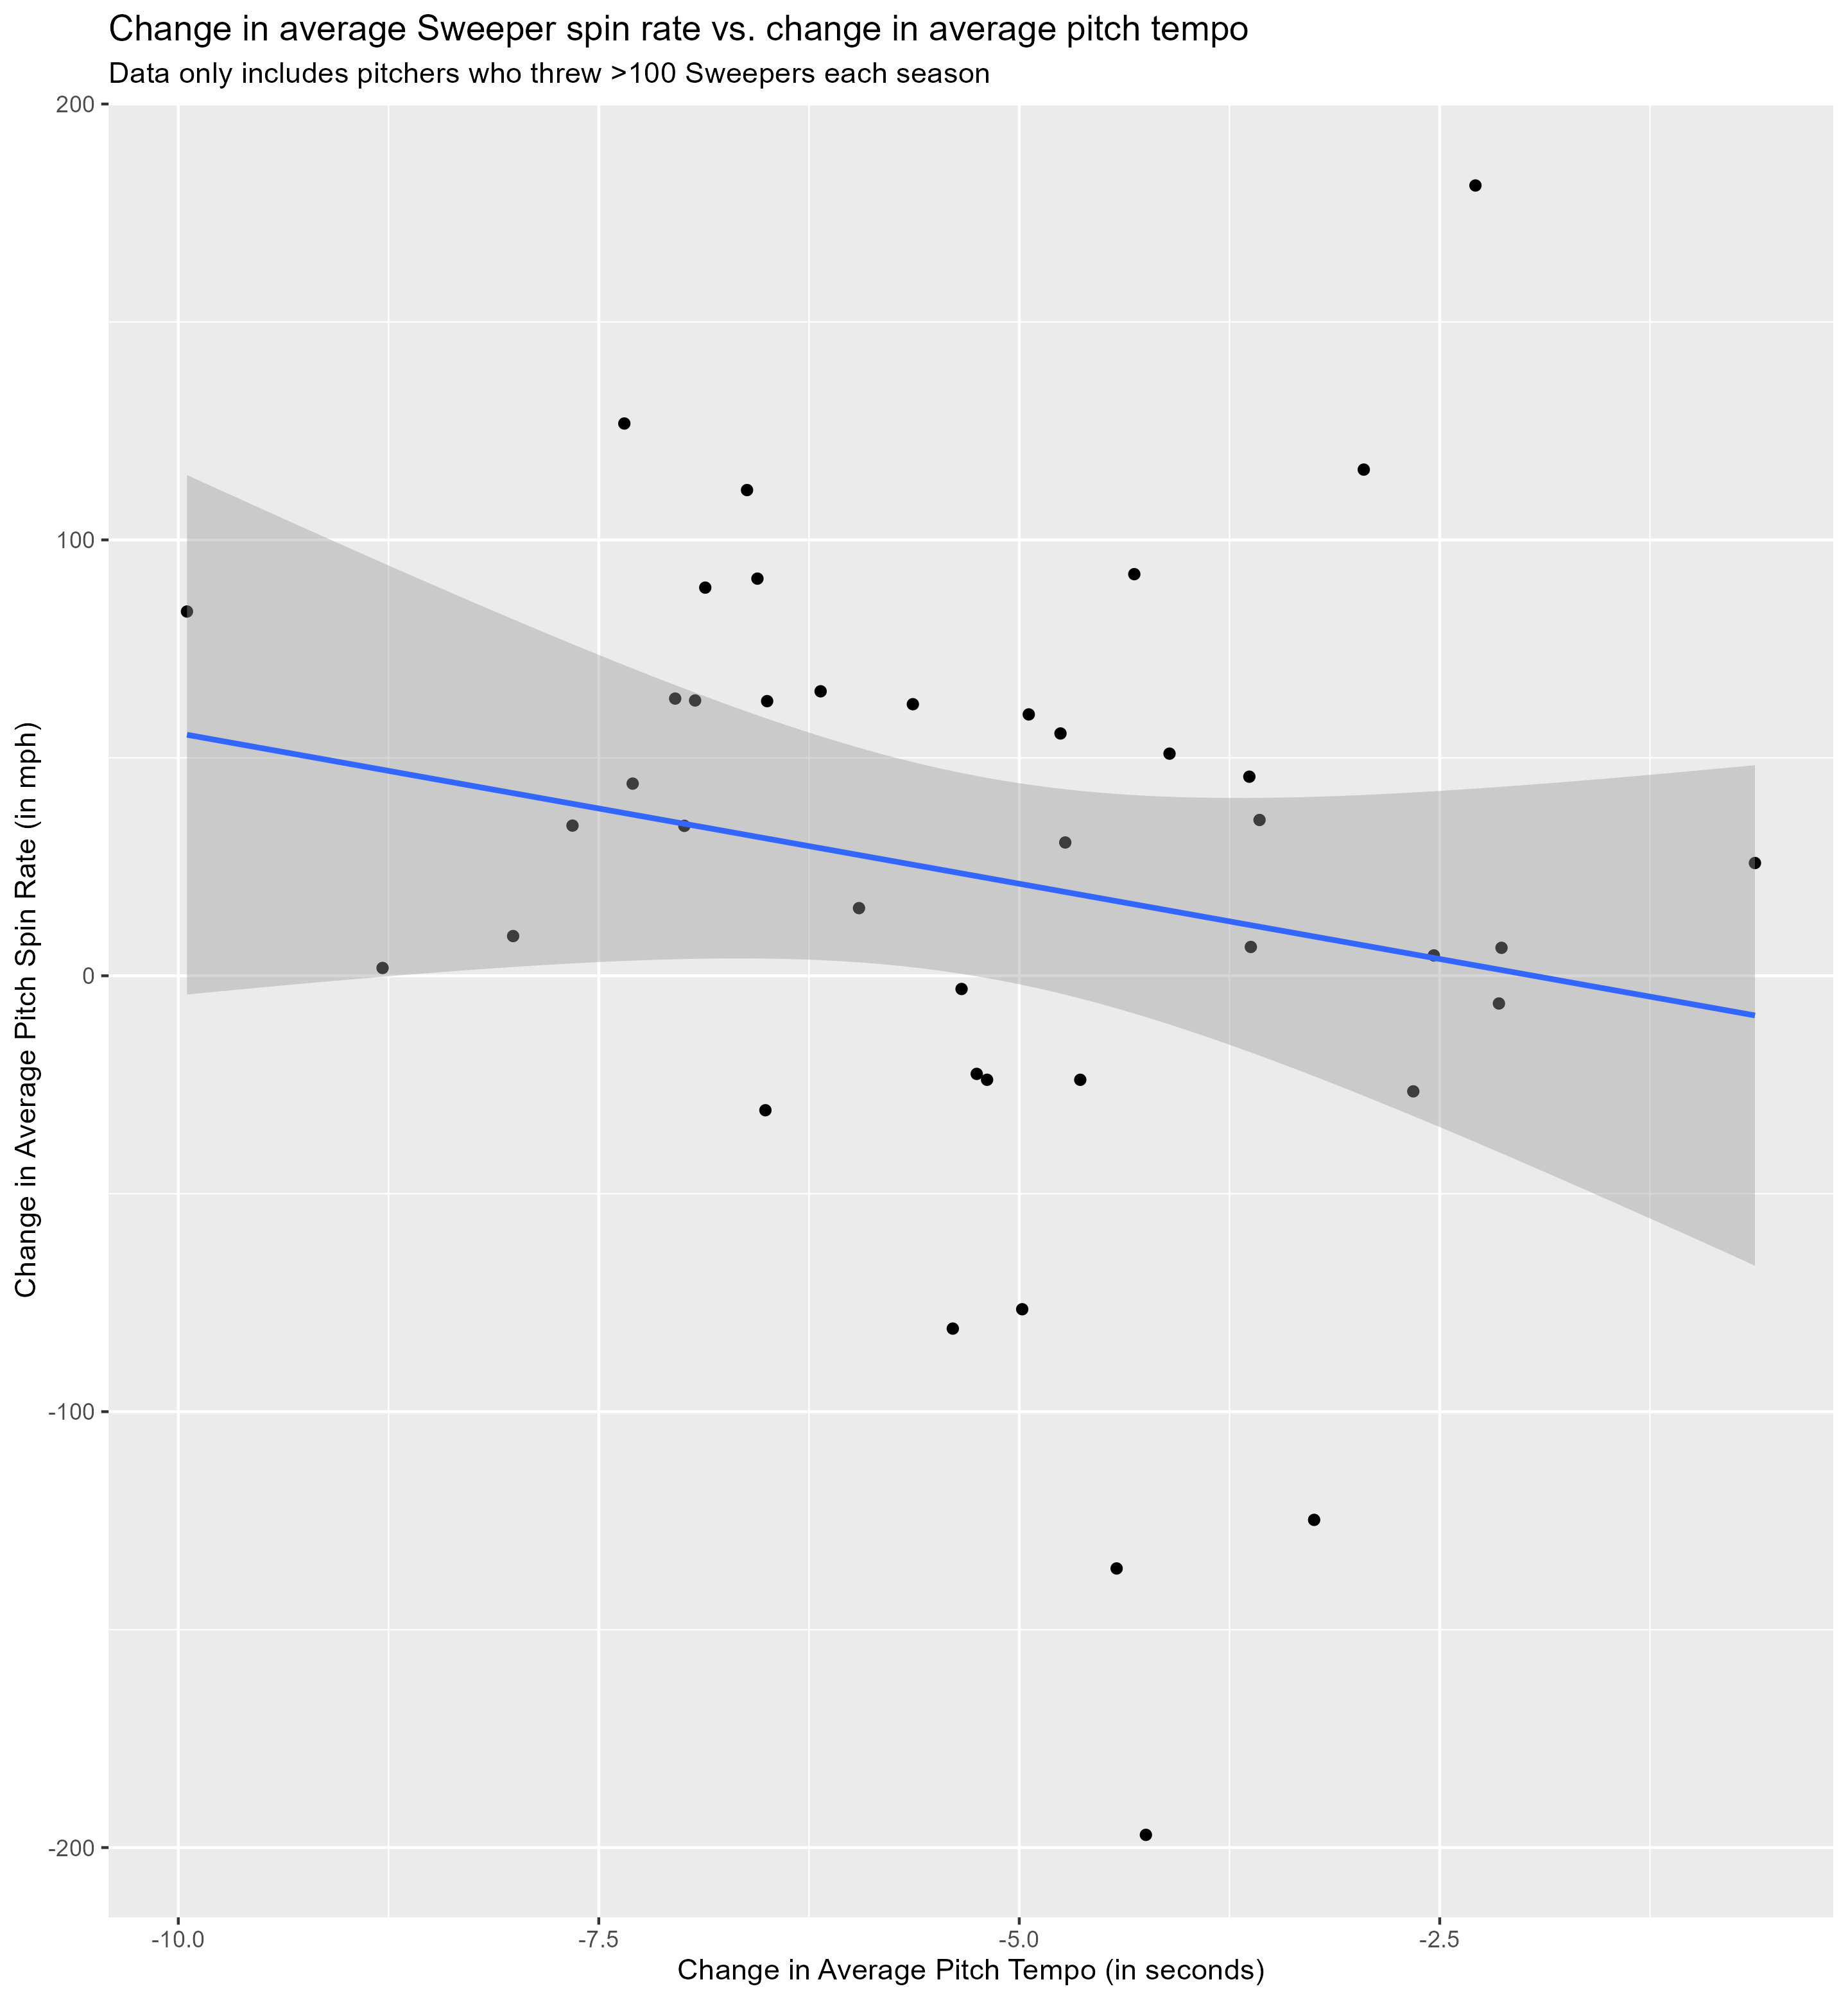 Change in average Sweeper spin rate vs. change in average pitch tempo
Data only includes pitchers who threw >100 Sweepers each season
200
100
0
-100
-200
Change in Average Pitch Spin Rate (in mph)
-10.0
-7.5
-5.0
-2.5
Change in Average Pitch Tempo (in seconds)